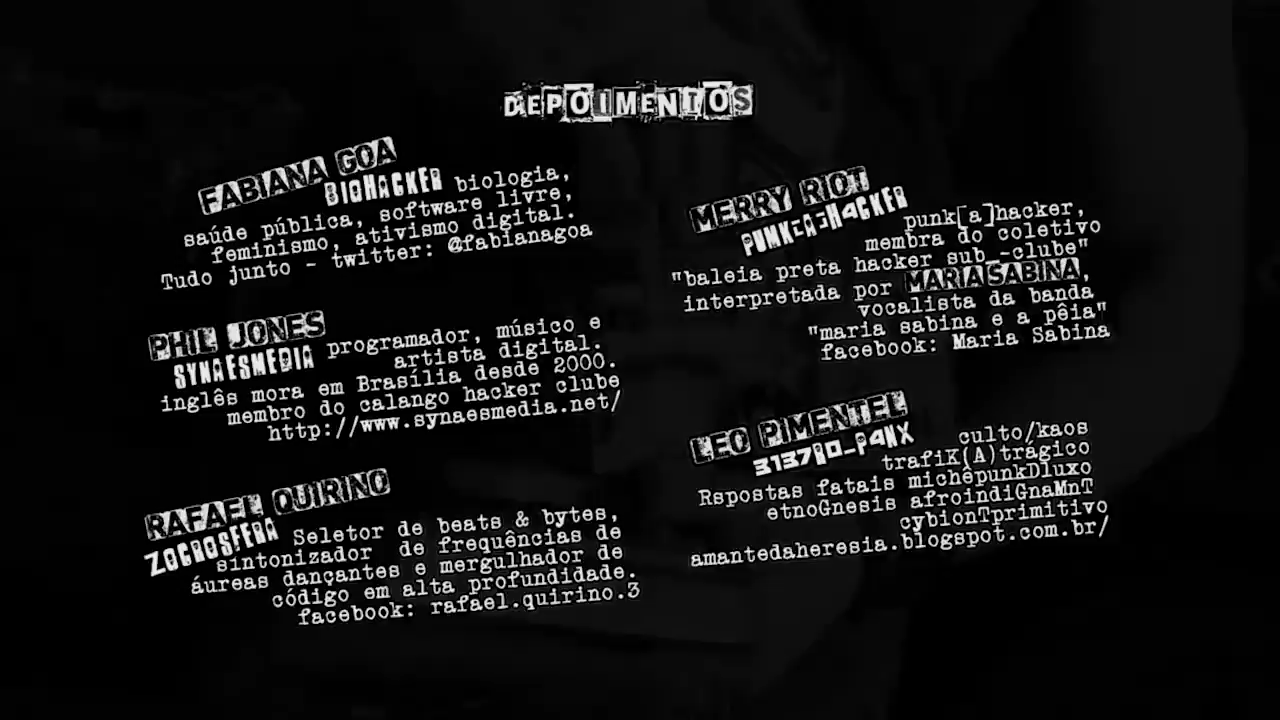 DEPOIMENTOS
FABIANA GOA
BIOHACKER biologia,
saúde pública, software livre,
feminismo, ativismo digital.
Tudo junto - twitter: @fabianagoa
PHIL JONES
SYNAESMEDIA programador, músico e
artista digital.
inglês mora em Brasília desde 2000.
membro do calango hacker clube
http://www.synaesmedia.net/
RAFAEL QUIRINO
ZOCROSFERA Seletor de beats & bytes,
sintonizador de frequências de
áureas dançantes e mergulhador de
código em alta profundidade.
facebook: rafael.quirino.3
MERRY RIOT
PUNK[A]H4CKER punk[a]hacker,
membra do coletivo
"baleia preta hacker sub_-clube"
interpretada por MARIA SABINA,
vocalista da banda
"maria sabina e a pêia"
facebook: Maria Sabina
LEO PIMENTEL
culto/kaos
trafiK(A)trágico
Rspostas fatais michêpunkDluxo
etnoGnesis afroindiGnaMnT
cybionTprimitivo
amantedaheresia.blogspot.com.br/